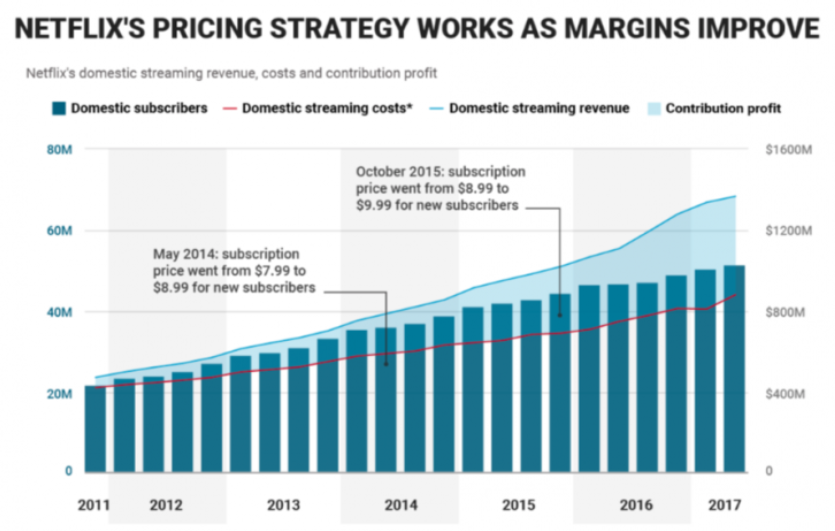 NETFLIX'S PRICING STRATEGY WORKS AS MARGINS IMPROVE
Netflix's domestic streaming revenue, costs and contribution profit
Domestic subscribers Domestic streaming costs* Domestic streaming revenue Contribution profit
80M $1600M
October 2015: subscription
price went from $8.99 to
$9.99 for new subscribers
60M $1200M
May 2014: subscription
price went from $7.99 to
$8.99 for new subscribers
40M $800M
20M $400M
0 0
2011 2012 2013 2014 2015 2016 2017